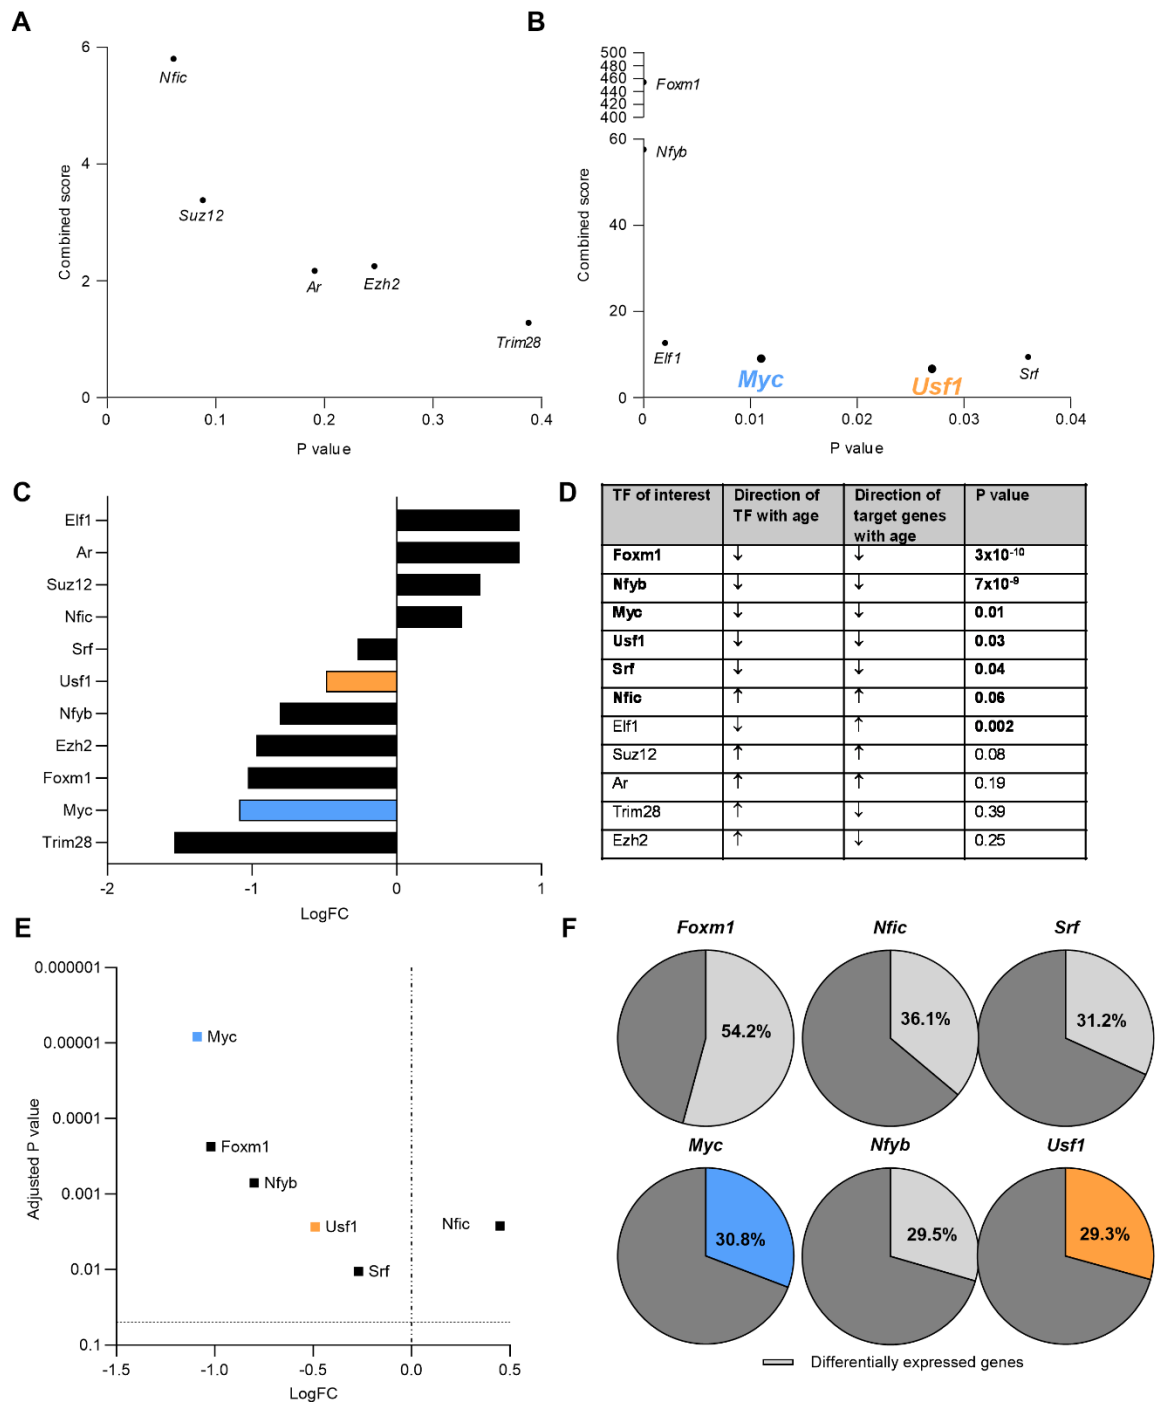 A
Combined score
6
4
2
0
Nfic
Suz12
Ar
Ezh2
Trim28
0
0.1
0.2
0.3
0.4
P value
B
Combined score
500
480
460
440
420
400
60
40
20
0
Foxm1
Nfyb
Elf1
Myc
Usf1
Srf
0
0.01
0.02
0.03
0.04
P value
C
Elf1
Ar
Suz12
Nfic
Srf
Usf1
Nfyb
Ezh2
Foxm1
Myc
Trim28
-2
-1
0
1
LogFC
D
TF of interest | Direction of TF with age | Direction of target genes with age | P value
Foxm1 ↓ ↓ 3x10⁻¹⁰
Nfyb ↓ ↓ 7x10⁻⁹
Myc ↓ ↓ 0.01
Usf1 ↓ ↓ 0.03
Srf ↓ ↓ 0.04
Nfic ↑ ↑ 0.06
Elf1 ↓ ↑ 0.002
Suz12 ↑ ↑ 0.08
Ar ↑ ↑ 0.19
Trim28 ↑ ↓ 0.39
Ezh2 ↑ ↓ 0.25
E
Adjusted P value
0.000001
0.00001
0.0001
0.001
0.01
0.1
Myc
Foxm1
Nfyb
Usf1
Nfic
Srf
-1.5
-1.0
-0.5
0.0
0.5
LogFC
F
Foxm1
Nfic
Srf
54.2%
36.1%
31.2%
Myc
Nfyb
Usf1
30.8%
29.5%
29.3%
Differentially expressed genes